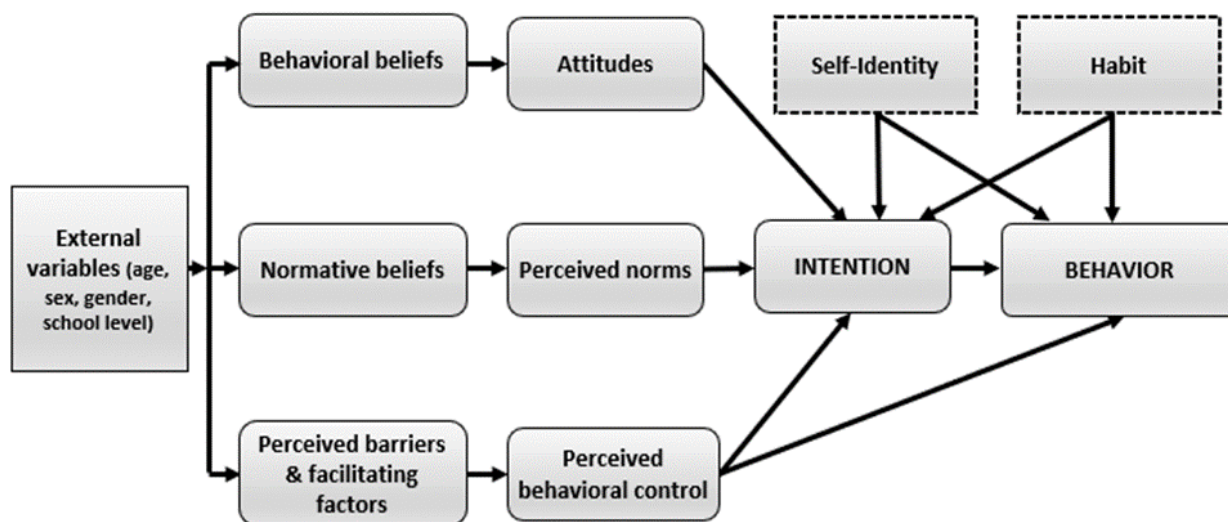 Behavioral beliefs
Attitudes
Self-Identity
Habit
External
variables (age,
sex, gender,
school level)
Normative beliefs
Perceived norms
INTENTION
BEHAVIOR
Perceived barriers
& facilitating
factors
Perceived
behavioral control